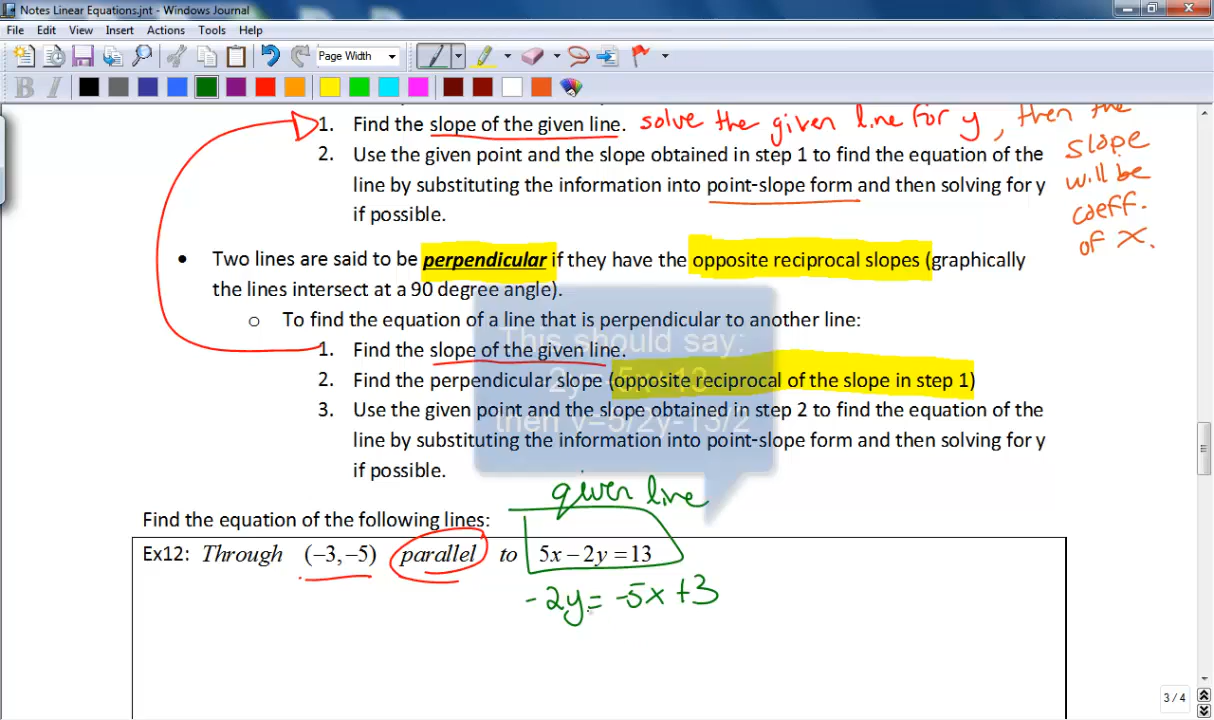 Notes Linear Equations.jnt - Windows Journal
File Edit View Insert Actions Tools Help
Page Width
B I
1. Find the slope of the given line. solve the given line for y, then the
slope
will be
coeff.
of x.
2. Use the given point and the slope obtained in step 1 to find the equation of the
line by substituting the information into point-slope form and then solving for y
if possible.
• Two lines are said to be perpendicular if they have the opposite reciprocal slopes (graphically
the lines intersect at a 90 degree angle).
o To find the equation of a line that is perpendicular to another line:
1. Find the slope of the given line.
2. Find the perpendicular slope (opposite reciprocal of the slope in step 1)
3. Use the given point and the slope obtained in step 2 to find the equation of the
line by substituting the information into point-slope form and then solving for y
if possible.
This should say:
then y=5/2y-13/2
given line
Find the equation of the following lines:
Ex12: Through (−3,−5) parallel to 5x − 2y = 13
-2y = -5x + 3
3 / 4